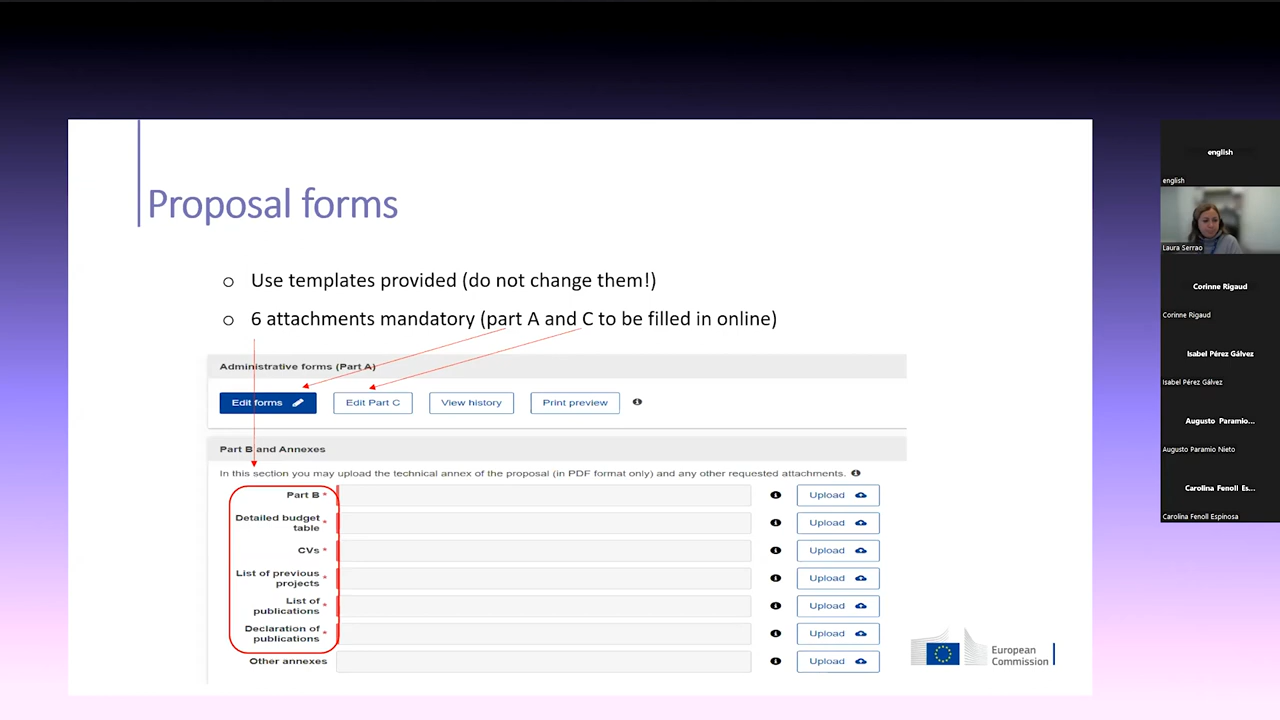 Proposal forms
o Use templates provided (do not change them!)
o 6 attachments mandatory (part A and C to be filled in online)
Administrative forms (Part A)
Edit forms
Edit Part C
View history
Print preview
Part B and Annexes
In this section you may upload the technical annex of the proposal (in PDF format only) and any other requested attachments.
Part B *
Upload
Detailed budget
table *
Upload
CVs *
Upload
List of previous
projects *
Upload
List of
publications *
Upload
Declaration of
publications *
Upload
Other annexes
Upload
European
Commission
english
english
Laura Serrao
Corinne Rigaud
Corinne Rigaud
Isabel Pérez Gálvez
Isabel Pérez Gálvez
Augusto Paramio...
Augusto Paramio Nieto
Carolina Fenoll Es...
Carolina Fenoll Espinosa